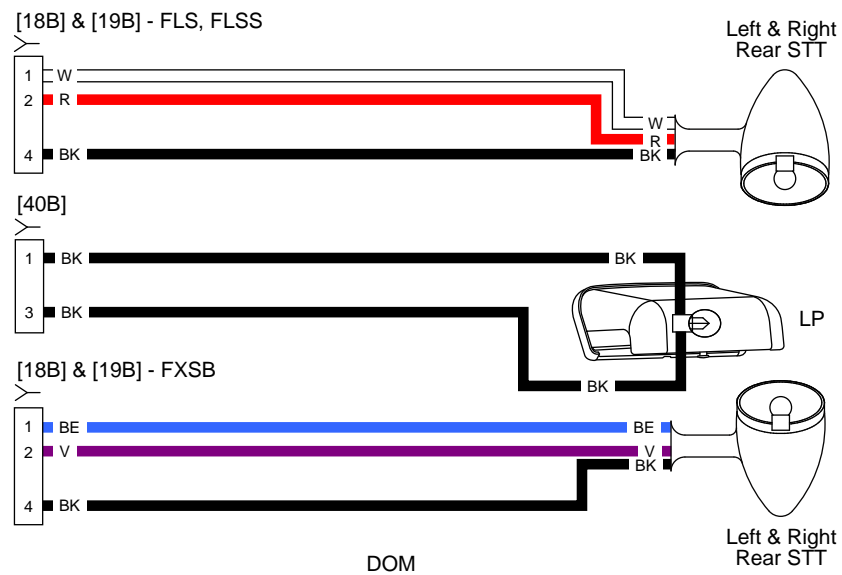 [18B] & [19B] - FLS, FLSS
Left & Right
Rear STT
1 W
W
2 R
R
4 BK
BK
[40B]
1 BK
BK
3 BK
BK
LP
[18B] & [19B] - FXSB
1 BE
BE
2 V
V
BK
4 BK
Left & Right
Rear STT
DOM